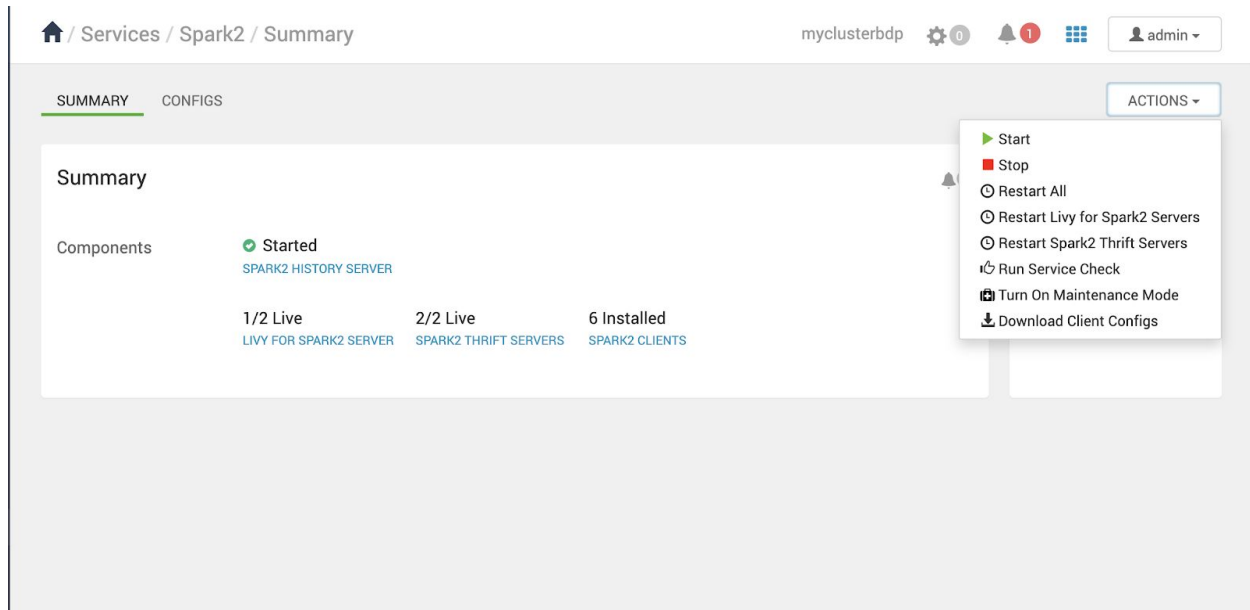 / Services / Spark2 / Summary myclusterbdp 0 1 admin
SUMMARY CONFIGS ACTIONS
Start
Stop
Restart All
Restart Livy for Spark2 Servers
Restart Spark2 Thrift Servers
Run Service Check
Turn On Maintenance Mode
Download Client Configs
Summary
Components
Started
SPARK2 HISTORY SERVER
1/2 Live 2/2 Live 6 Installed
LIVY FOR SPARK2 SERVER SPARK2 THRIFT SERVERS SPARK2 CLIENTS